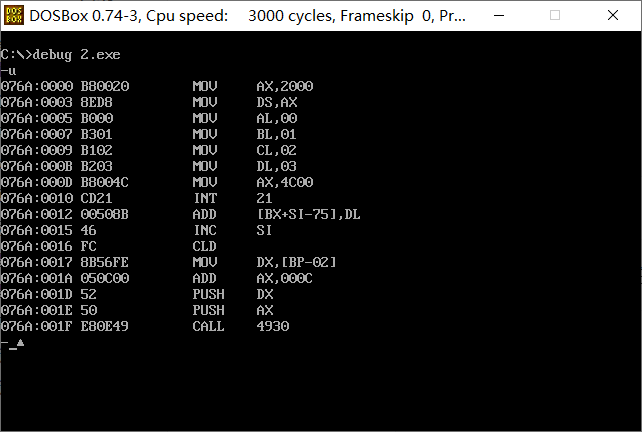 DOS BOX DOSBox 0.74-3, Cpu speed: 3000 cycles, Frameskip 0, Pr...
C:\>debug 2.exe
-u
076A:0000 B80020 MOV AX,2000
076A:0003 8ED8 MOV DS,AX
076A:0005 B000 MOV AL,00
076A:0007 B301 MOV BL,01
076A:0009 B102 MOV CL,02
076A:000B B203 MOV DL,03
076A:000D B8004C MOV AX,4C00
076A:0010 CD21 INT 21
076A:0012 00508B ADD [BX+SI-75],DL
076A:0015 46 INC SI
076A:0016 FC CLD
076A:0017 8B56FE MOV DX,[BP-02]
076A:001A 050C00 ADD AX,000C
076A:001D 52 PUSH DX
076A:001E 50 PUSH AX
076A:001F E80E49 CALL 4930
-_